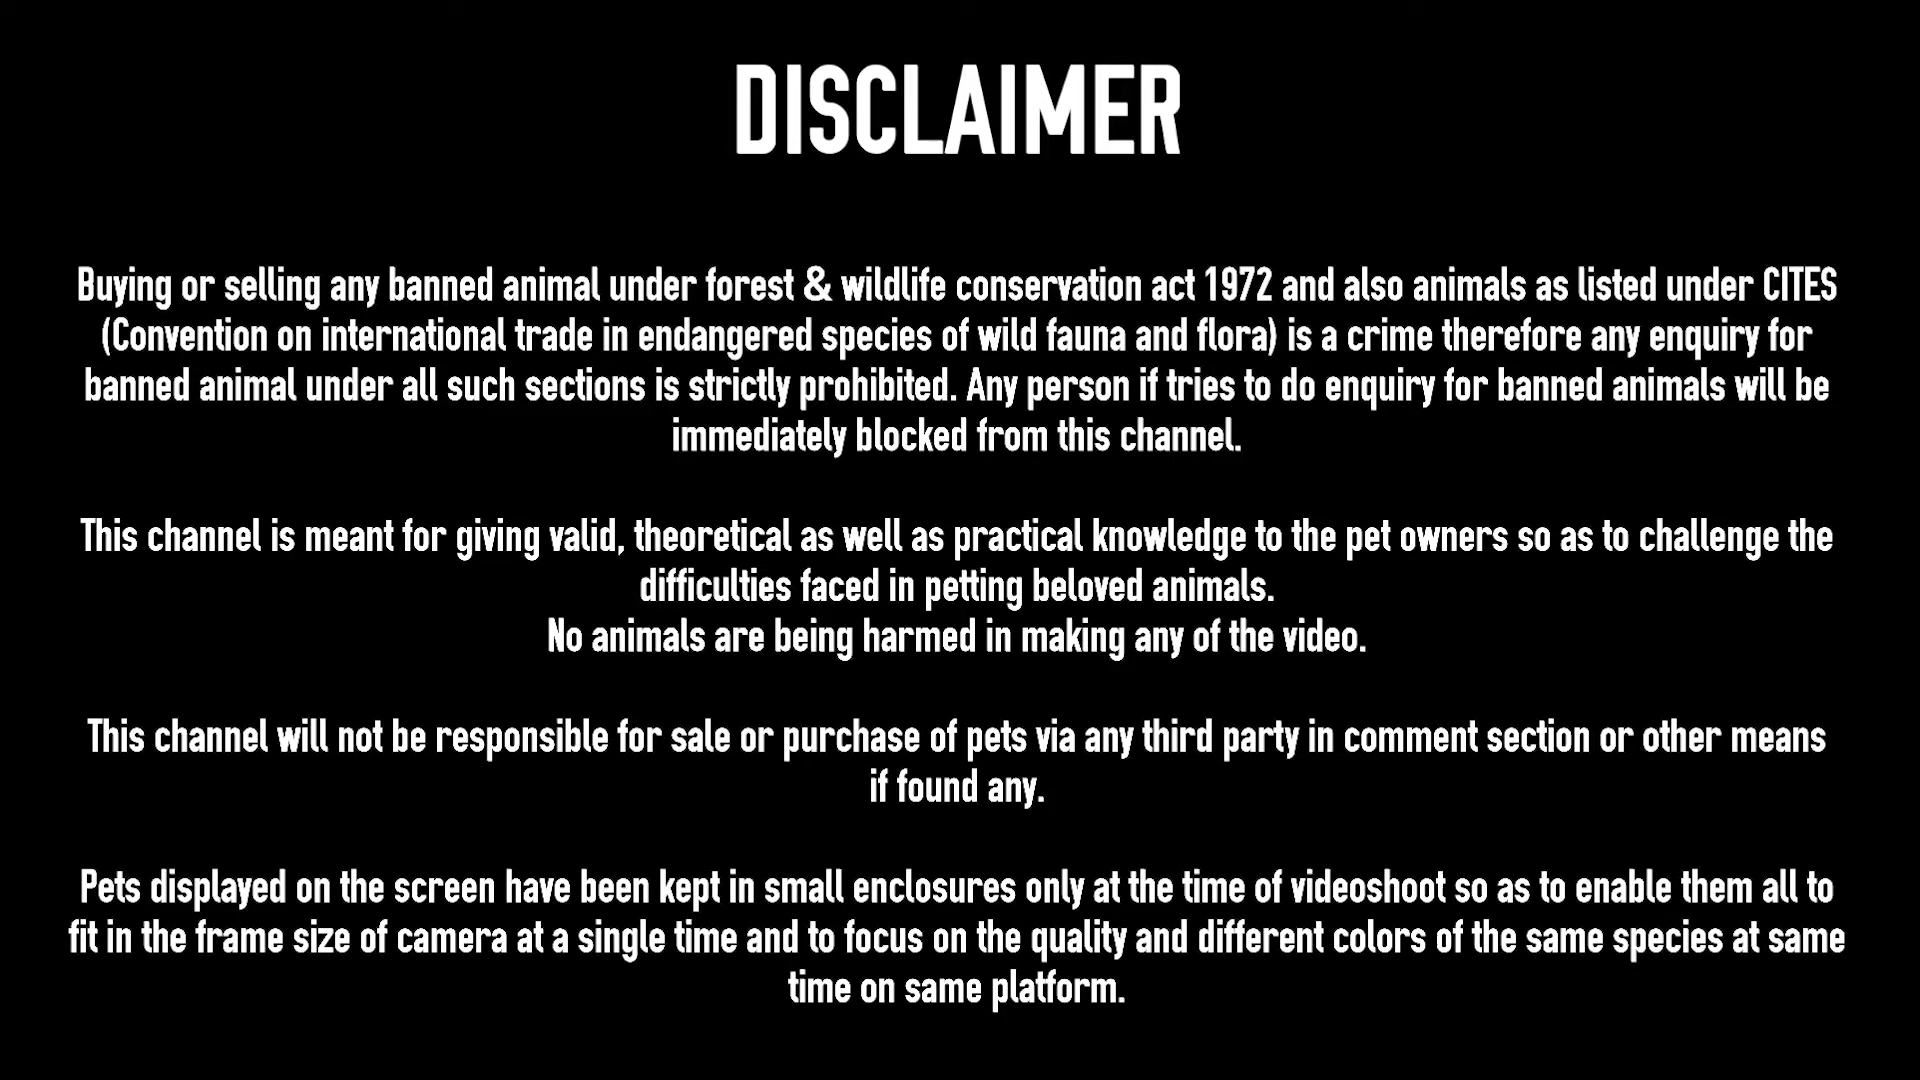 DISCLAIMER
Buying or selling any banned animal under forest & wildlife conservation act 1972 and also animals as listed under CITES
(Convention on international trade in endangered species of wild fauna and flora) is a crime therefore any enquiry for
banned animal under all such sections is strictly prohibited. Any person if tries to do enquiry for banned animals will be
immediately blocked from this channel.
This channel is meant for giving valid, theoretical as well as practical knowledge to the pet owners so as to challenge the
difficulties faced in petting beloved animals.
No animals are being harmed in making any of the video.
This channel will not be responsible for sale or purchase of pets via any third party in comment section or other means
if found any.
Pets displayed on the screen have been kept in small enclosures only at the time of videoshoot so as to enable them all to
fit in the frame size of camera at a single time and to focus on the quality and different colors of the same species at same
time on same platform.